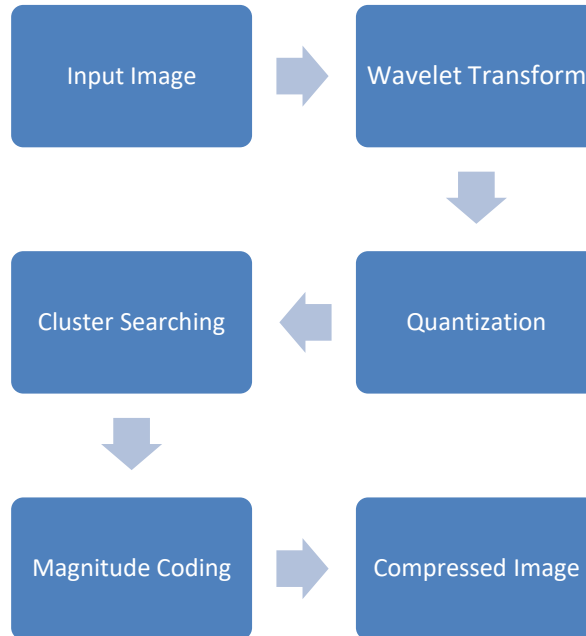 Input Image
Wavelet Transform
Quantization
Cluster Searching
Magnitude Coding
Compressed Image